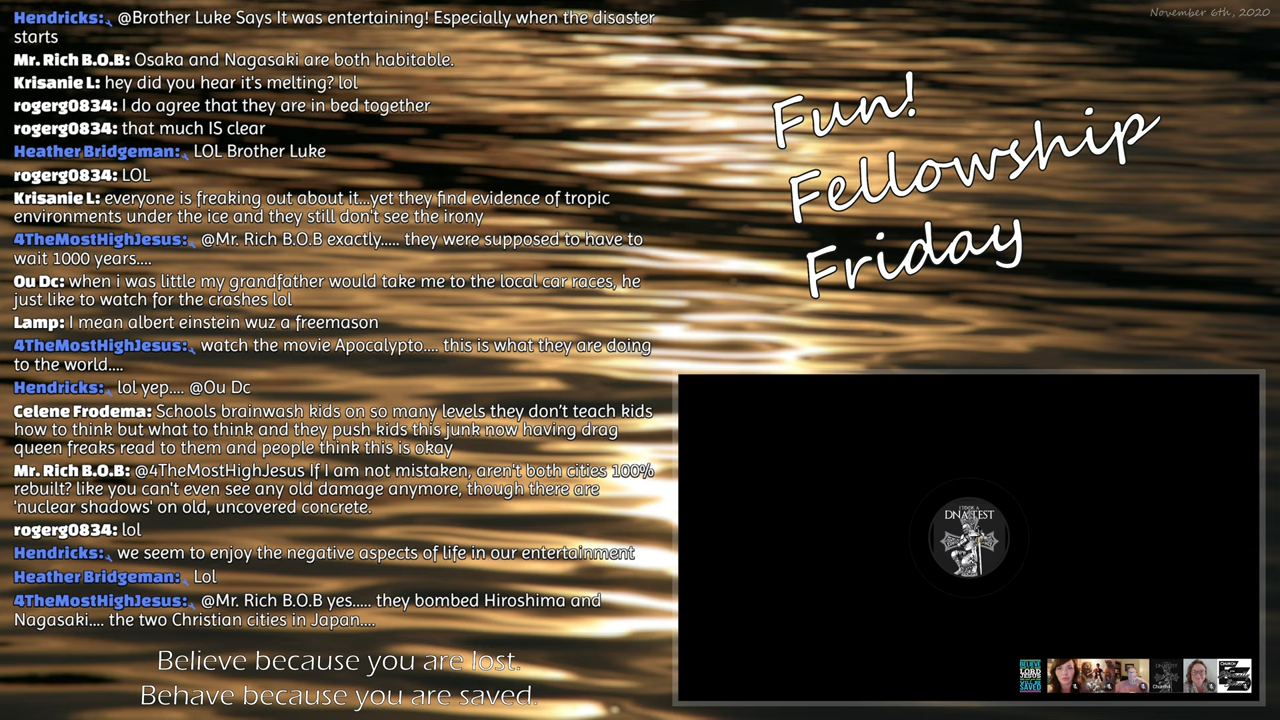 November 6th, 2020
Hendricks: @Brother Luke Says It was entertaining! Especially when the disaster
starts
Mr. Rich B.O.B: Osaka and Nagasaki are both habitable.
Krisanie L: hey did you hear it's melting? lol
rogerg0834: I do agree that they are in bed together
rogerg0834: that much IS clear
Heather Bridgeman: LOL Brother Luke
rogerg0834: LOL
Krisanie L: everyone is freaking out about it...yet they find evidence of tropic
environments under the ice and they still don't see the irony
4TheMostHighJesus: @Mr. Rich B.O.B exactly..... they were supposed to have to
wait 1000 years....
Ou Dc: when i was little my grandfather would take me to the local car races, he
just like to watch for the crashes lol
Lamp: I mean albert einstein wuz a freemason
4TheMostHighJesus: watch the movie Apocalypto.... this is what they are doing
to the world....
Hendricks: lol yep.... @Ou Dc
Celene Frodema: Schools brainwash kids on so many levels they don't teach kids
how to think but what to think and they push kids this junk now having drag
queen freaks read to them and people think this is okay
Mr. Rich B.O.B: @4TheMostHighJesus If I am not mistaken, aren't both cities 100%
rebuilt? like you can't even see any old damage anymore, though there are
'nuclear shadows' on old, uncovered concrete.
rogerg0834: lol
Hendricks: we seem to enjoy the negative aspects of life in our entertainment
Heather Bridgeman: Lol
4TheMostHighJesus: @Mr. Rich B.O.B yes..... they bombed Hiroshima and
Nagasaki.... the two Christian cities in Japan....
Believe because you are lost.
Behave because you are saved.
Fun!
Fellowship
Friday
I TOOK A
DNA TEST
BELIEVE
LORD
JESUS
SAVED